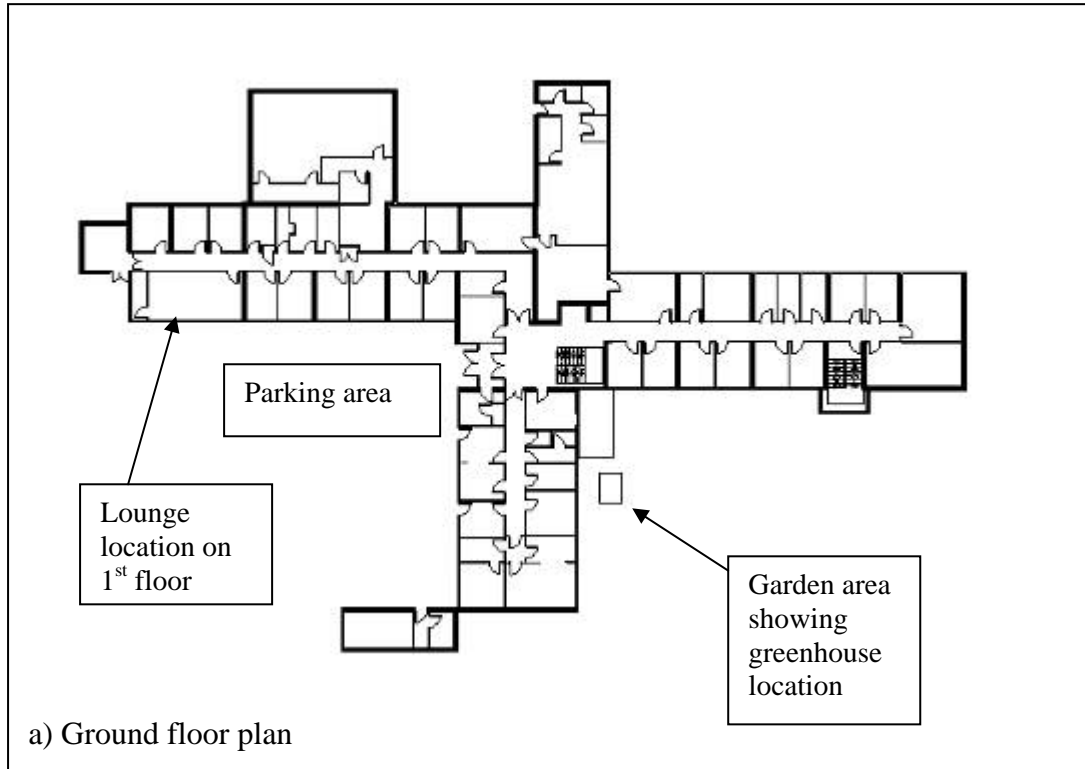 Parking area
Lounge
location on
1st floor
Garden area
showing
greenhouse
location
a) Ground floor plan